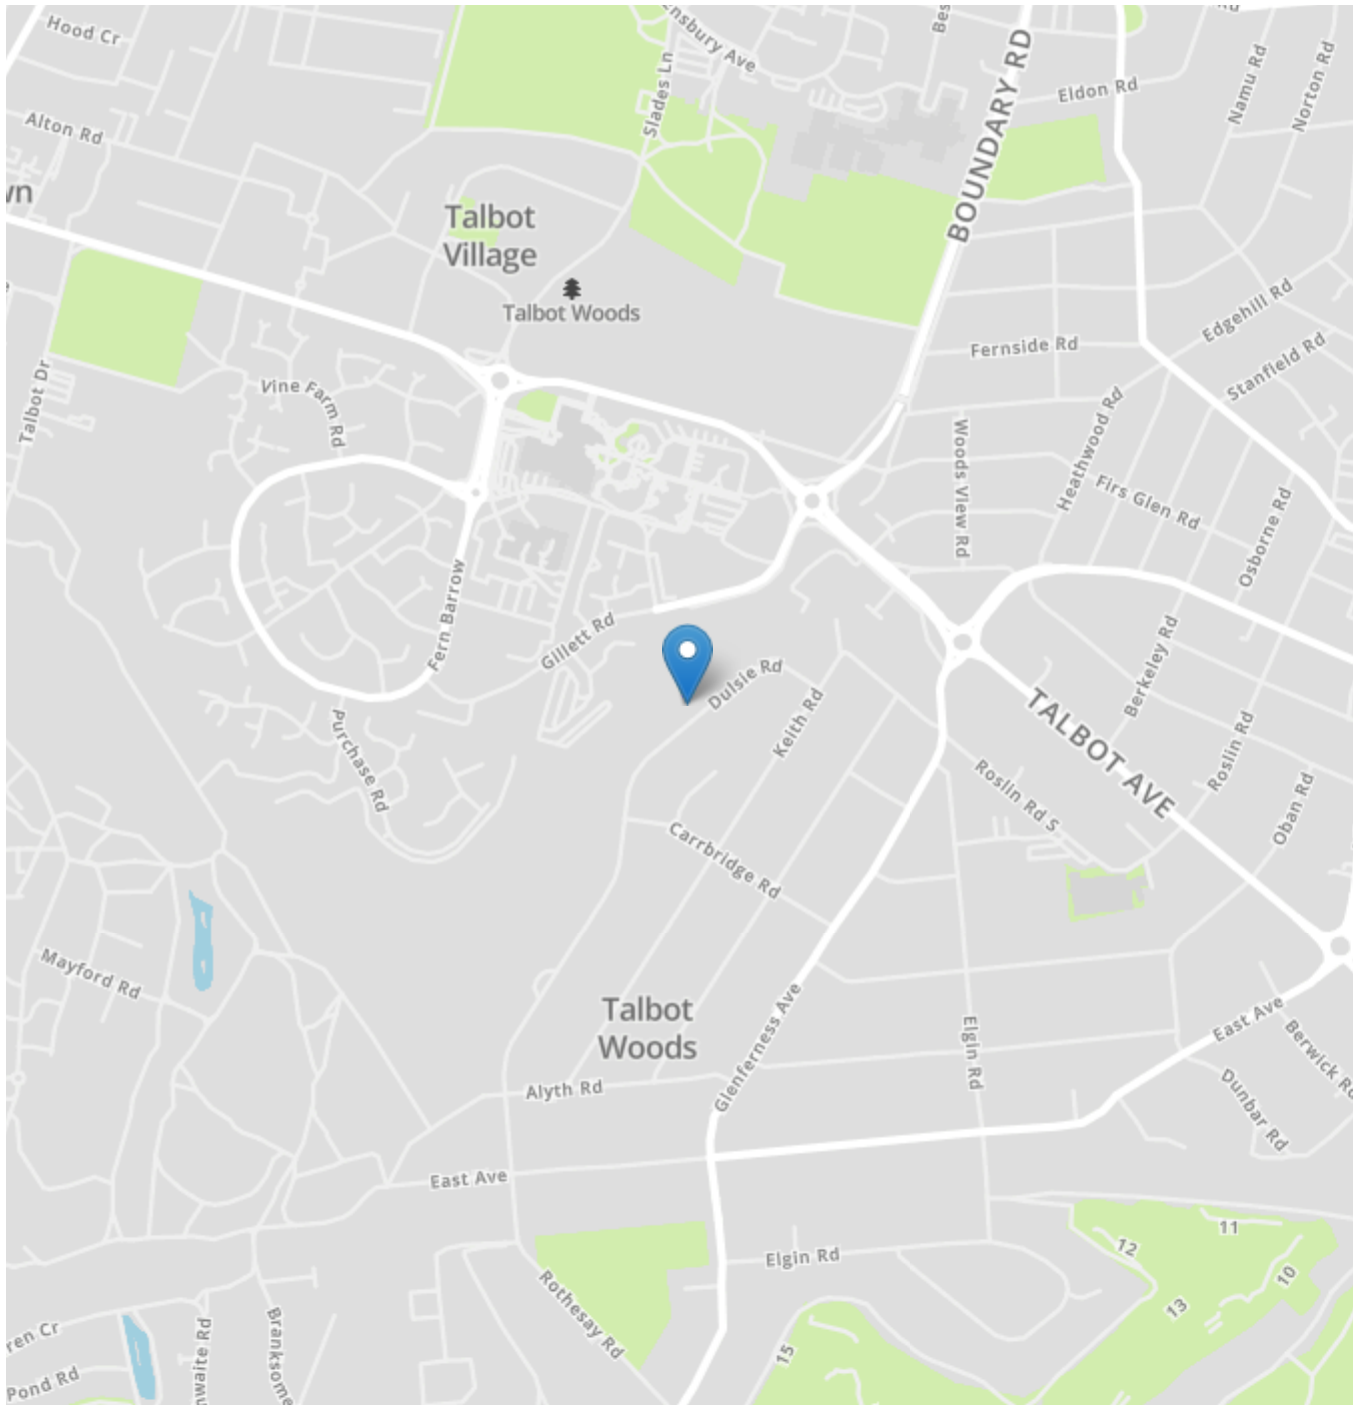 Hood Cr
Alton Rd
Slades Ln
BOUNDARY RD
Eldon Rd
Namu Rd
Norton Rd
Talbot
Village
Talbot Woods
Talbot Dr
Vine Farm Rd
Fernside Rd
Edgehill Rd
Stanfield Rd
Heathwood Rd
Woods View Rd
Firs Glen Rd
Osborne Rd
Fern Barrow
Gillett Rd
Dulsie Rd
Keith Rd
Berkeley Rd
TALBOT AVE
Purchase Rd
Roslin Rd S
Roslin Rd
Oban Rd
Carrbridge Rd
Mayford Rd
Talbot
Woods
Glenferness Ave
Elgin Rd
East Ave
Berwick Rd
Dunbar Rd
Alyth Rd
East Ave
Elgin Rd
Rothesay Rd
11
12
10
13
15
Branksome
Pond Rd